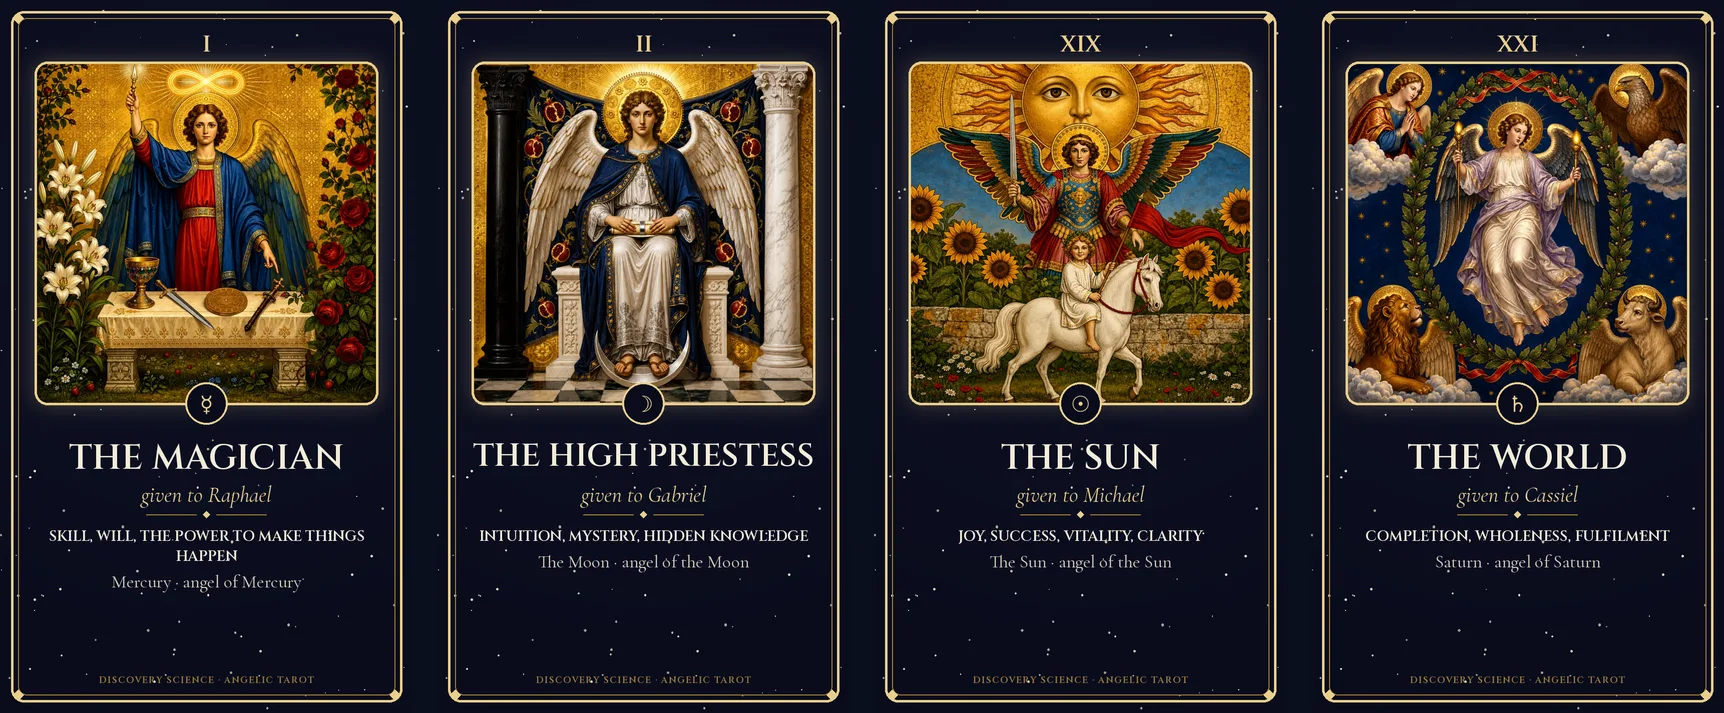 I
THE MAGICIAN
given to Raphael
SKILL, WILL, THE POWER TO MAKE THINGS
HAPPEN
Mercury · angel of Mercury
DISCOVERY SCIENCE · ANGELIC TAROT
II
THE HIGH PRIESTESS
given to Gabriel
INTUITION, MYSTERY, HIDDEN KNOWLEDGE
The Moon · angel of the Moon
DISCOVERY SCIENCE · ANGELIC TAROT
XIX
THE SUN
given to Michael
JOY, SUCCESS, VITALITY, CLARITY
The Sun · angel of the Sun
DISCOVERY SCIENCE · ANGELIC TAROT
XXI
THE WORLD
given to Cassiel
COMPLETION, WHOLENESS, FULFILMENT
Saturn · angel of Saturn
DISCOVERY SCIENCE · ANGELIC TAROT